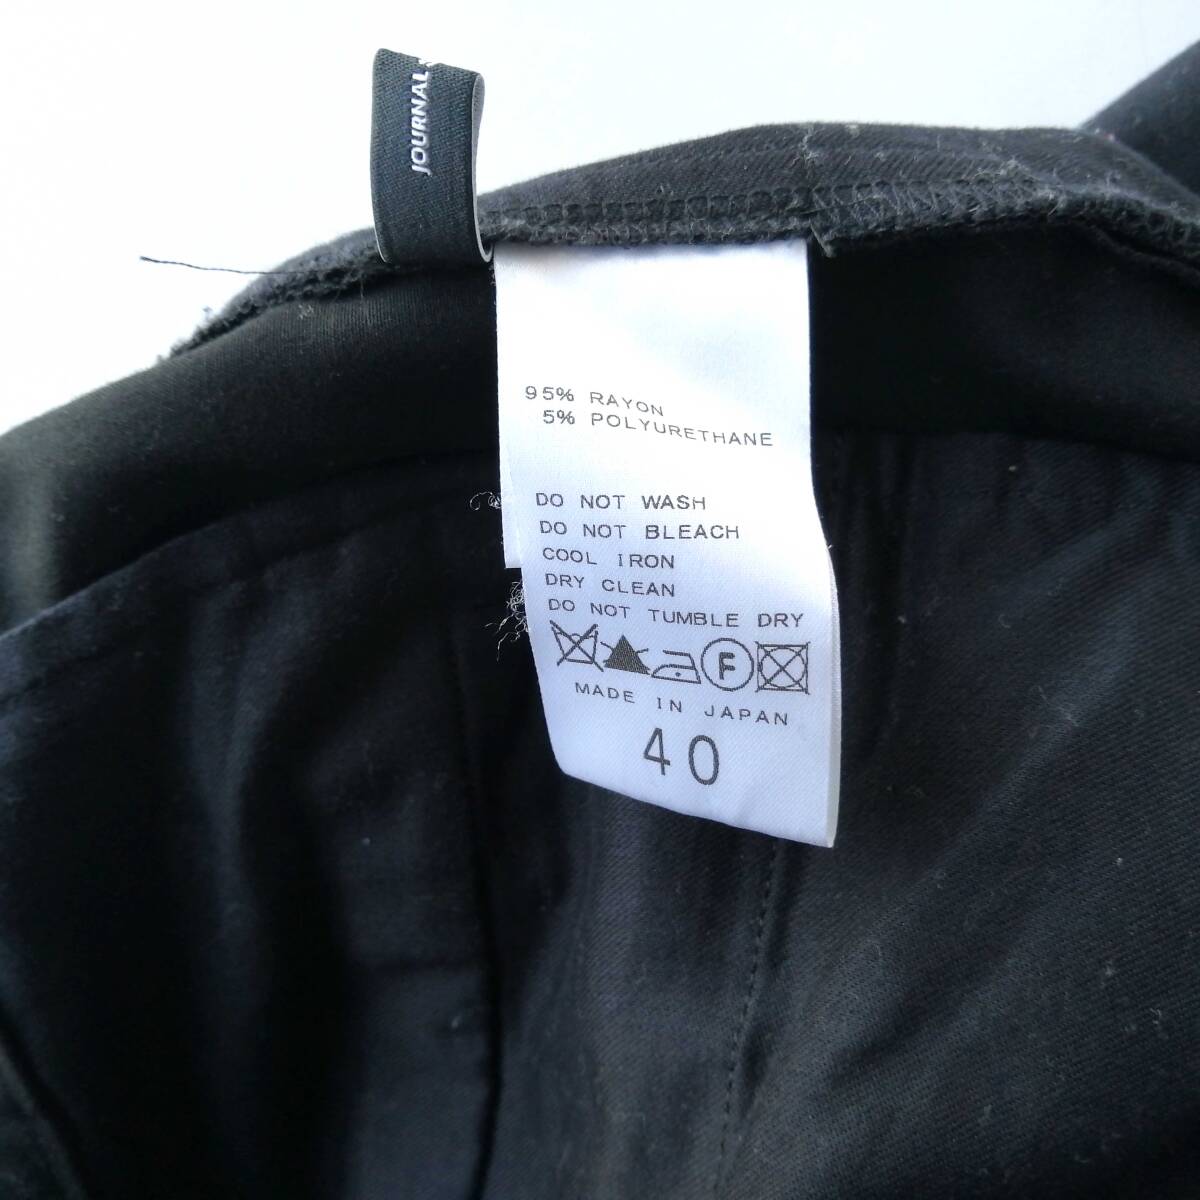 JOURNAL
95% RAYON
5% POLYURETHANE
DO NOT WASH
DO NOT BLEACH
COOL IRON
DRY CLEAN
DO NOT TUMBLE DRY
F
MADE IN JAPAN
40